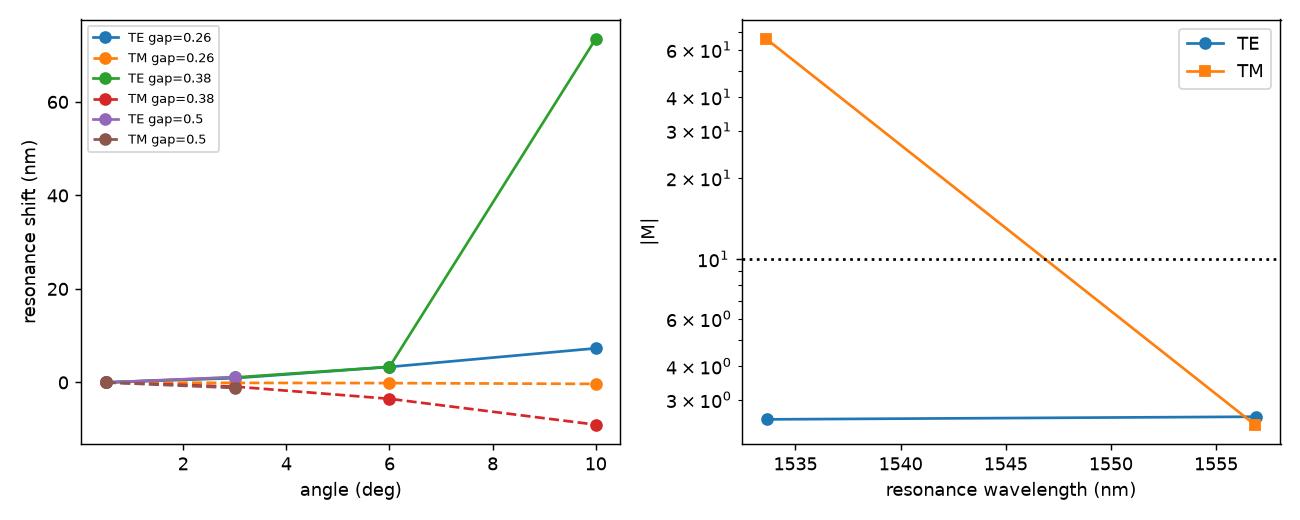 TE gap=0.26
TM gap=0.26
TE gap=0.38
TM gap=0.38
TE gap=0.5
TM gap=0.5
60
40
20
0
resonance shift (nm)
2 4 6 8 10
angle (deg)
TE
TM
6 × 10¹
4 × 10¹
3 × 10¹
2 × 10¹
10¹
6 × 10⁰
4 × 10⁰
3 × 10⁰
|M|
1535 1540 1545 1550 1555
resonance wavelength (nm)